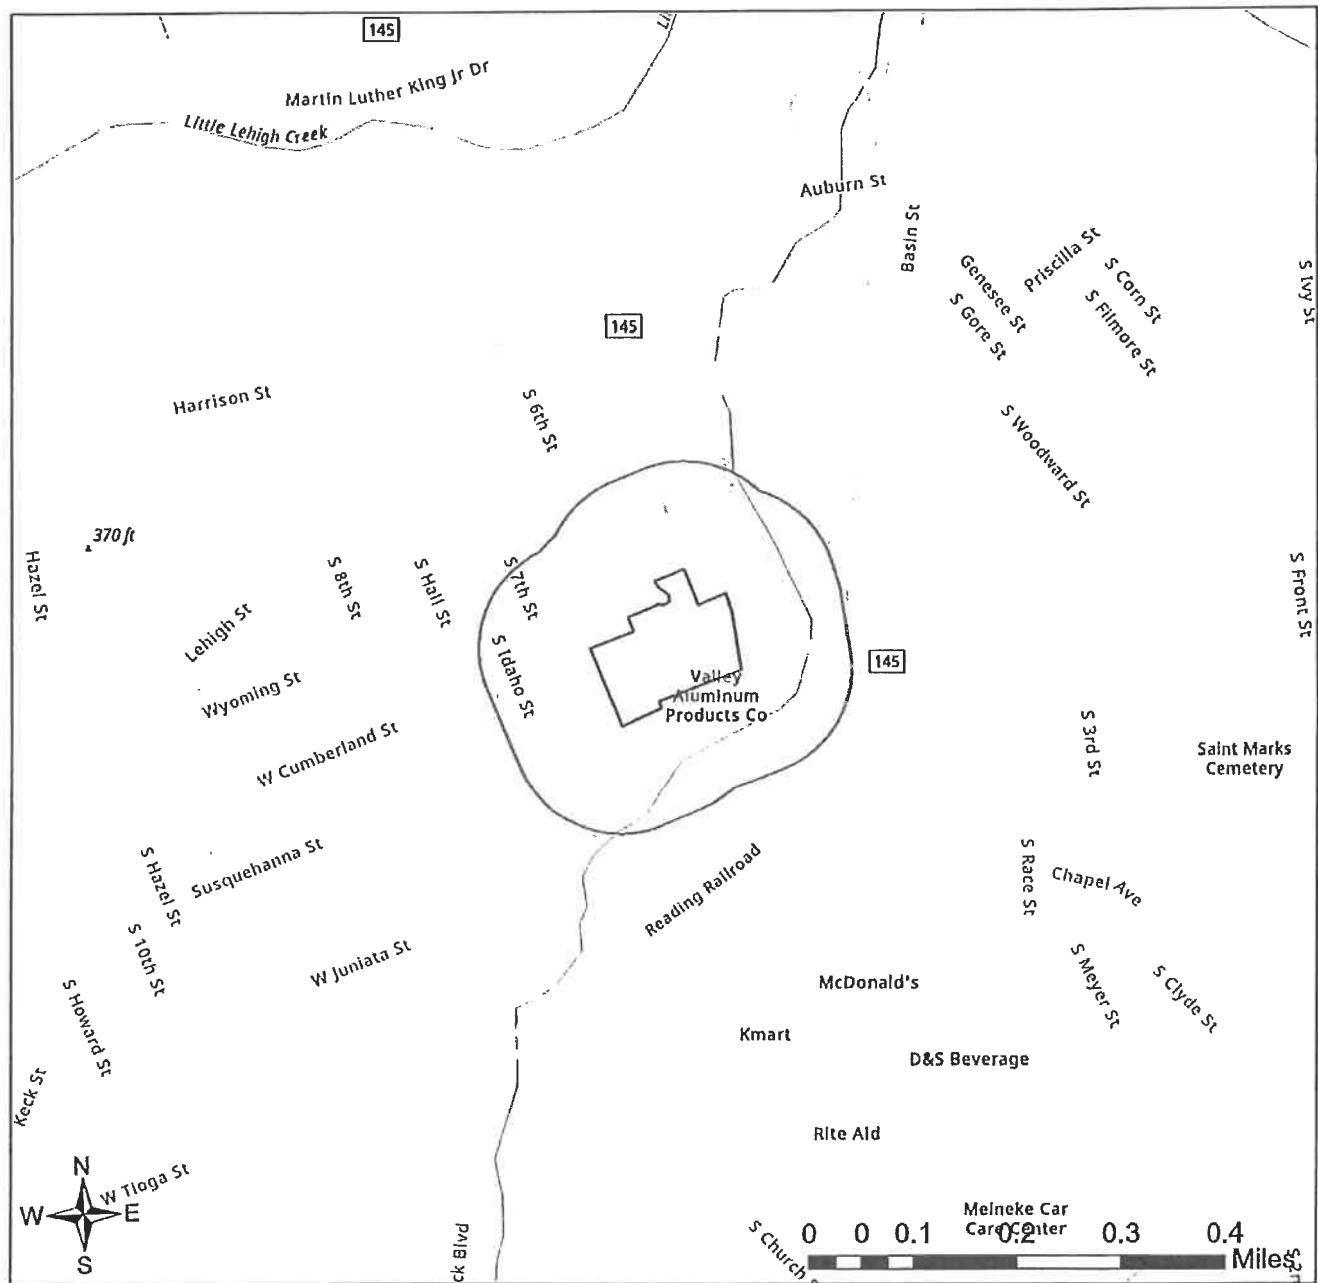 145
Martin Luther King Jr Dr
Little Lehigh Creek
Auburn St
Basin St
Genesee St
Priscilla St
S Corn St
S Gore St
S Filmore St
S Ivy St
145
Harrison St
S 6th St
S Woodward St
370 ft
Hazel St
S 8th St
S Hall St
S 7th St
S Front St
Lehigh St
S Idaho St
145
Wyoming St
Valley
Aluminum
Products Co
W Cumberland St
S 3rd St
Saint Marks
Cemetery
Susquehanna St
S Hazel St
Reading Railroad
S Race St
Chapel Ave
S 10th St
W Juniata St
S Howard St
McDonald's
S Meyer St
S Clyde St
Kmart
D&S Beverage
Keck St
Rite Aid
N
W Tioga St
W E
S
Meineke Car
Care Center
ck Blvd
S Church
0 0 0.1 0.2 0.3 0.4
Miles